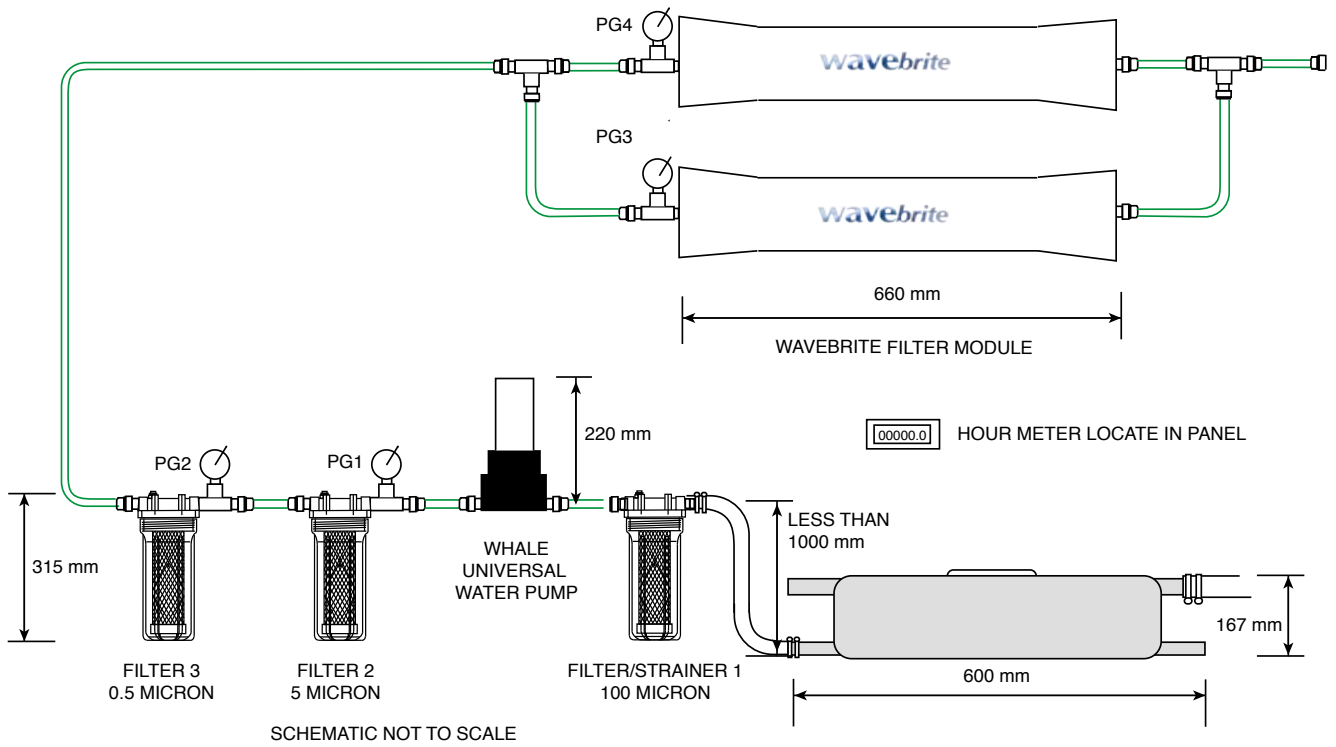 PG4
wavebrite
PG3
wavebrite
660 mm
WAVEBRITE FILTER MODULE
220 mm
00000.0
HOUR METER LOCATE IN PANEL
PG2
PG1
315 mm
WHALE
UNIVERSAL
WATER PUMP
LESS THAN
1000 mm
167 mm
FILTER 3
0.5 MICRON
FILTER 2
5 MICRON
FILTER/STRAINER 1
100 MICRON
600 mm
SCHEMATIC NOT TO SCALE